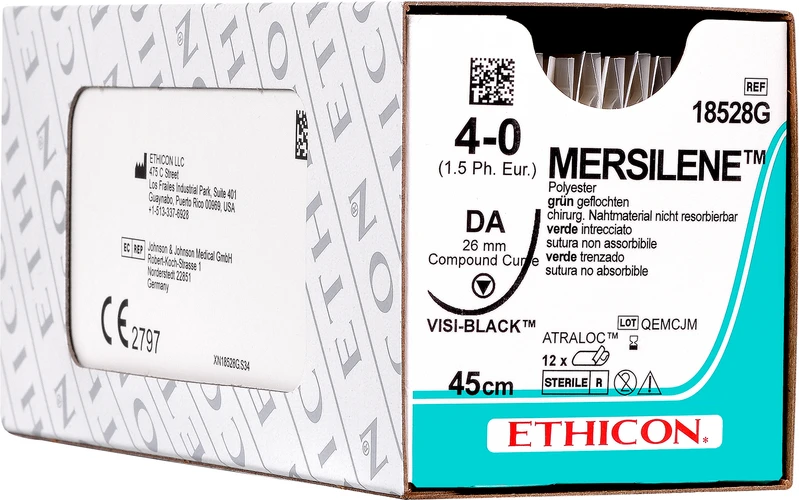 ETHICON LLC
475 C Street
Los Frailes Industrial Park, Suite 401
Guaynabo, Puerto Rico 00969, USA
+1-513-337-6928
EC REP
Johnson & Johnson Medical GmbH
Robert-Koch-Strasse 1
Norderstedt 22851
Germany
CE 2797
XN18528G.S34
REF
18528G
4-0
(1.5 Ph. Eur.)
MERSILENE™
Polyester
grün geflochten
chirurg. Nahtmaterial nicht resorbierbar
verde intrecciato
sutura non assorbibile
verde trenzado
sutura no absorbible
DA
26 mm
Compound Curve
VISI-BLACK™
LOT QEMCJM
ATRALOC™
12 x
STERILE R
45cm
ETHICON
ETHICON